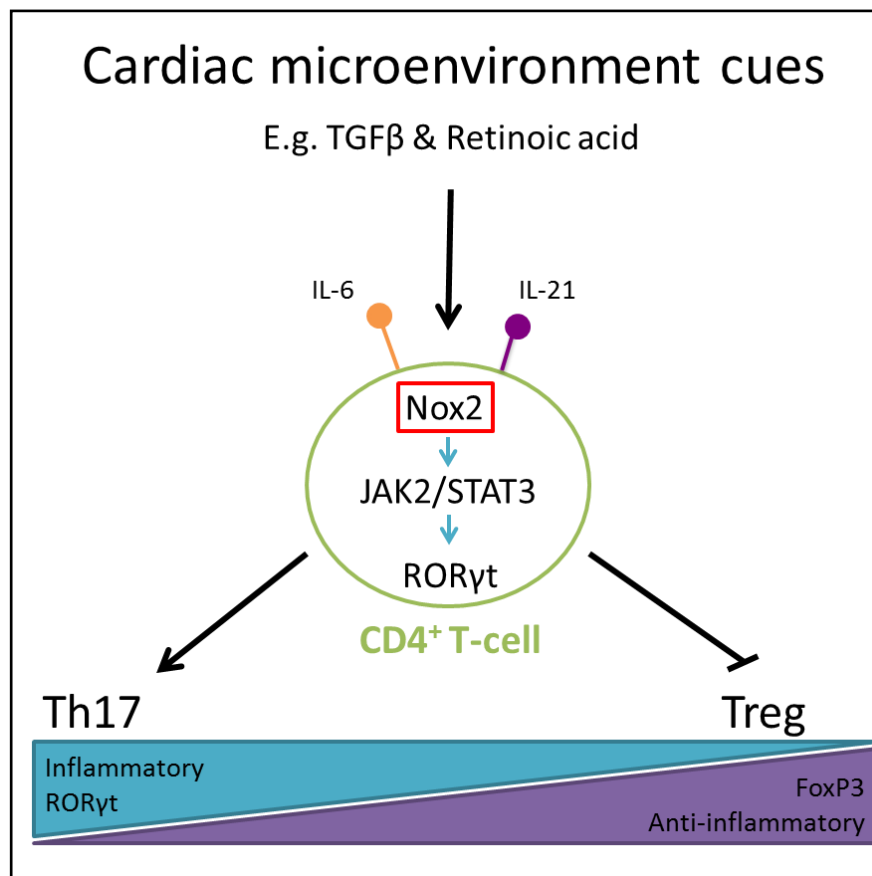 Cardiac microenvironment cues
E.g. TGFβ & Retinoic acid
IL-6
IL-21
Nox2
JAK2/STAT3
RORγt
CD4⁺ T-cell
Th17
Treg
Inflammatory
RORγt
FoxP3
Anti-inflammatory